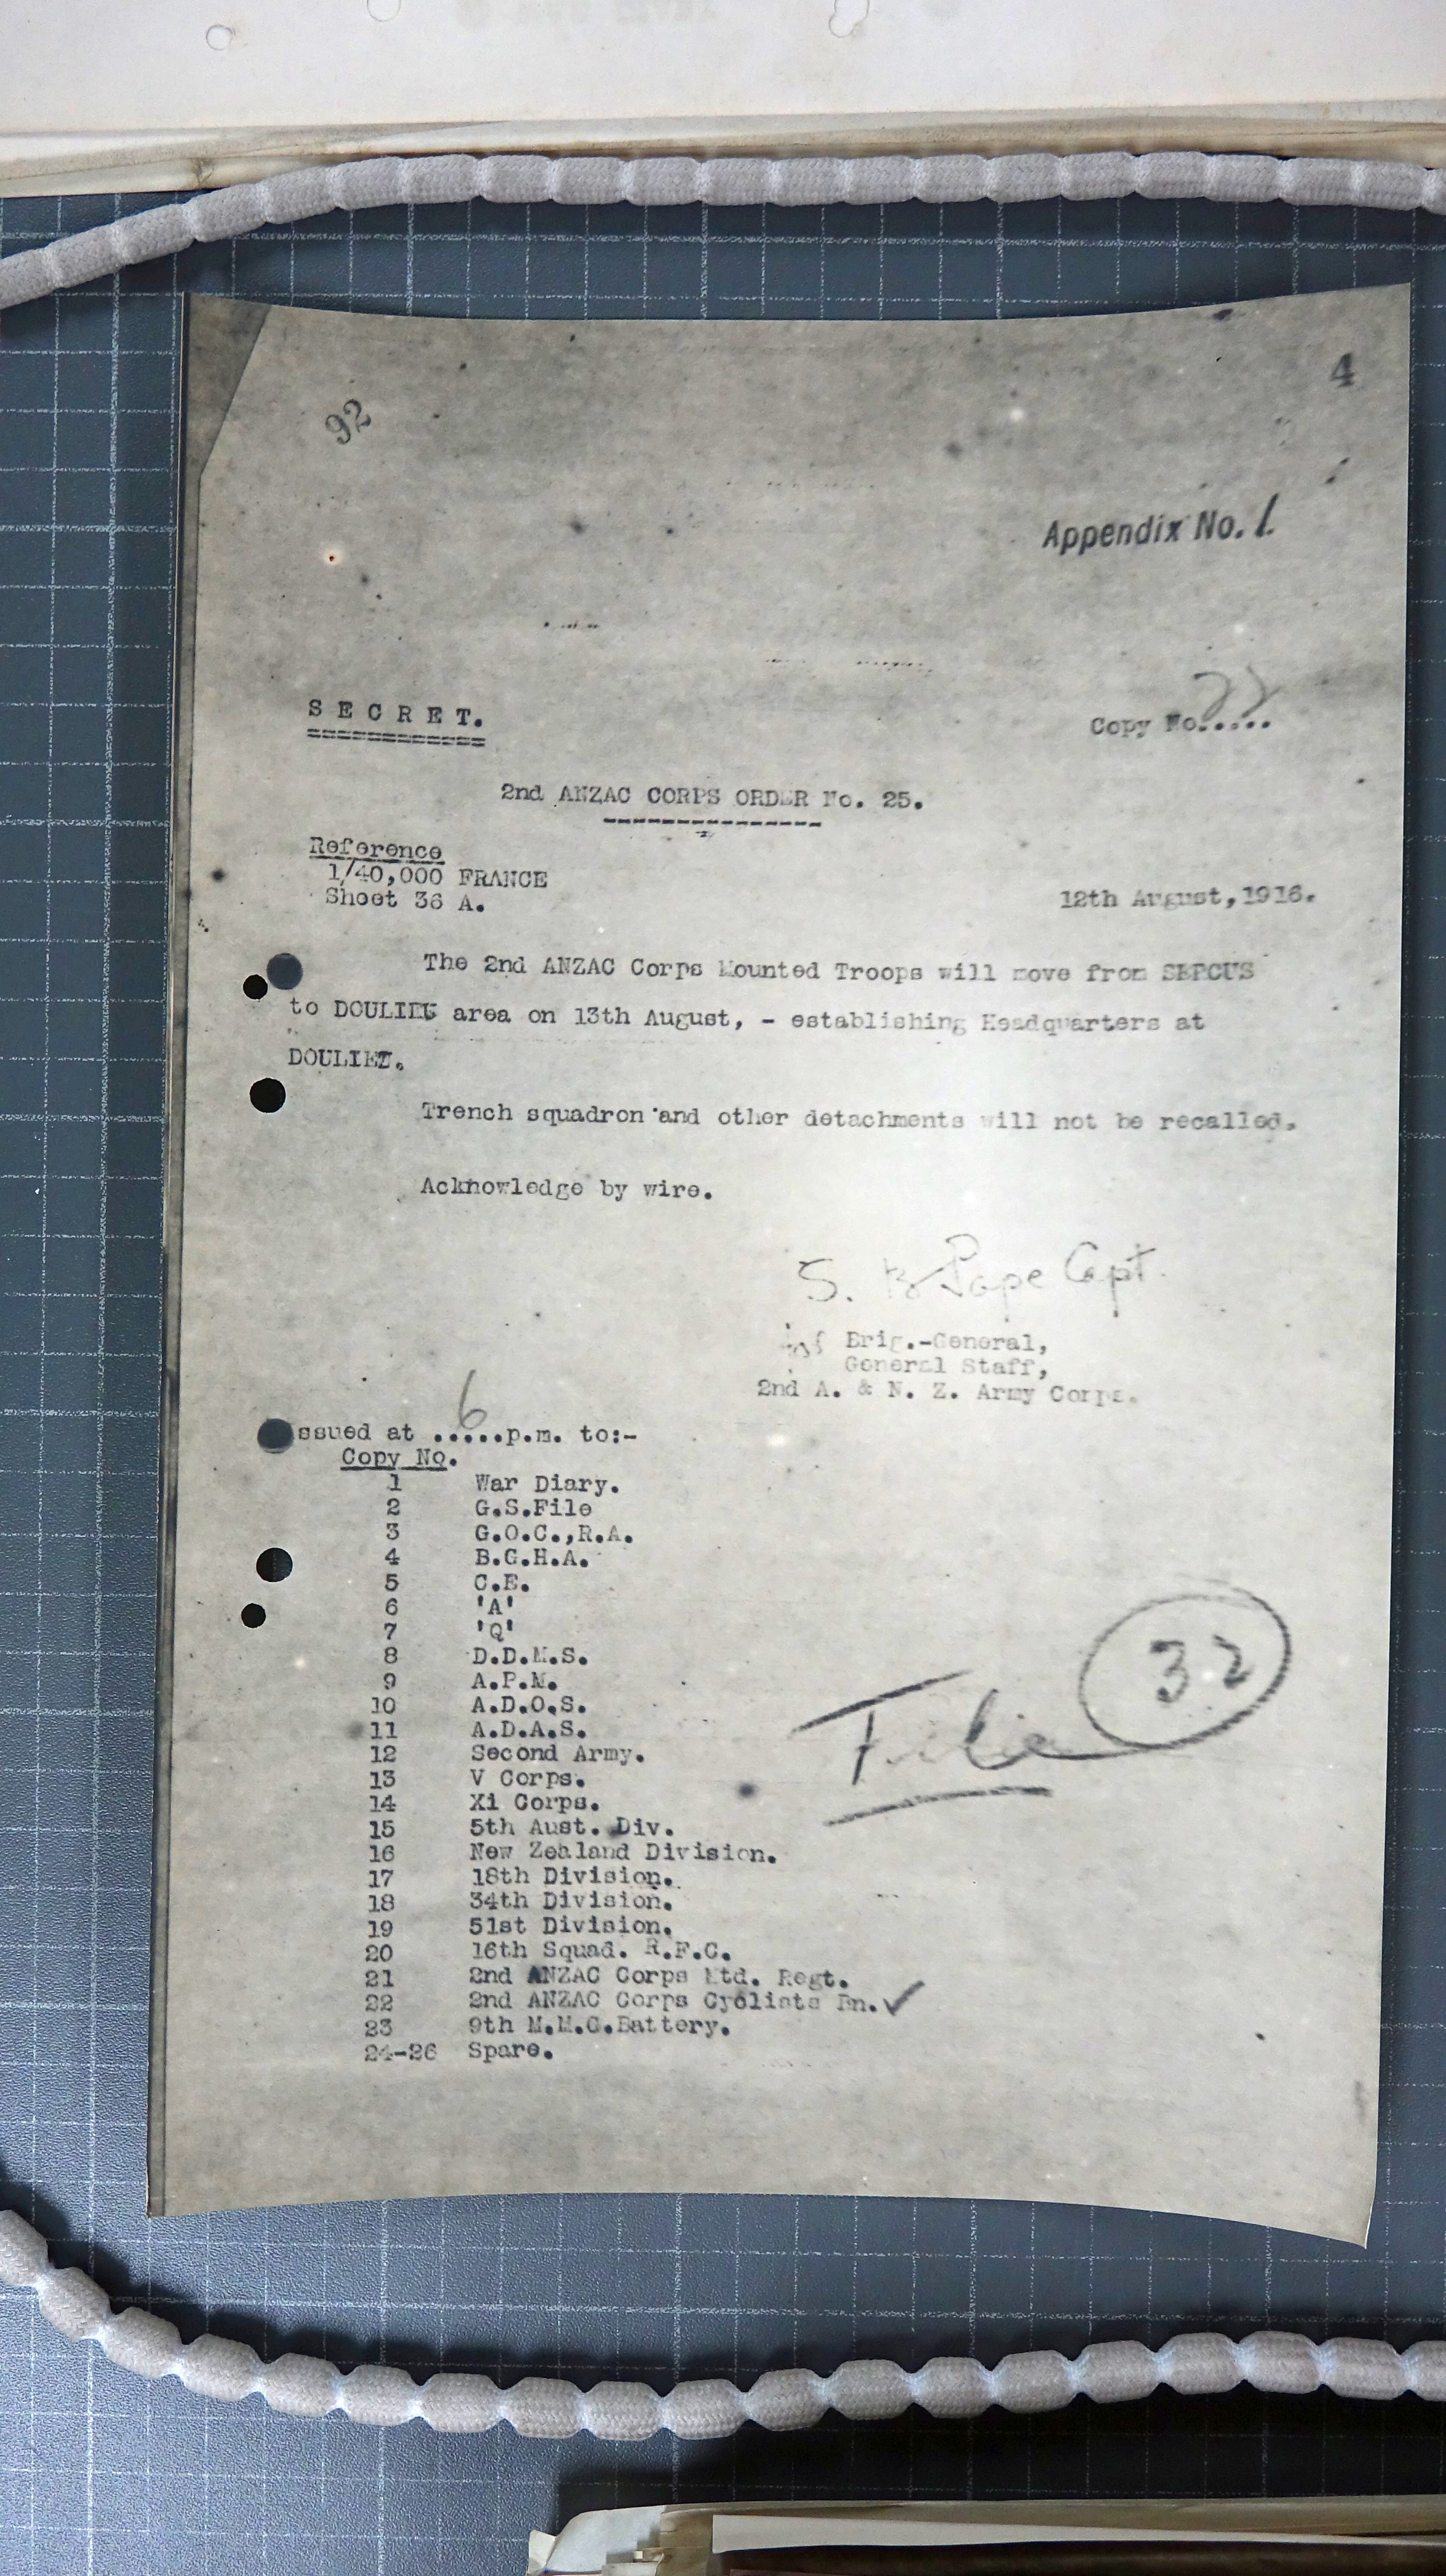 4
92
Appendix No. 1.
SECRET.
Copy No..... 22
2nd ANZAC CORPS ORDER No. 25.
Reference
1/40,000 FRANCE
Sheet 36 A.
12th August, 1916.
The 2nd ANZAC Corps Mounted Troops will move from SERCUS
to DOULIEU area on 13th August, - establishing Headquarters at
DOULIEU.
Trench squadron and other detachments will not be recalled.
Acknowledge by wire.
S. B Pope Capt.
for Brig.-General,
General Staff,
2nd A. & N. Z. Army Corps.
ssued at ..6...p.m. to:-
Copy No.
1 War Diary.
2 G.S.File
3 G.O.C.,R.A.
4 B.G.H.A.
5 C.E.
6 'A'
7 'Q'
8 D.D.M.S.
9 A.P.M.
10 A.D.O.S.
11 A.D.A.S.
12 Second Army.
13 V Corps.
14 Xi Corps.
15 5th Aust. Div.
16 New Zealand Division.
17 18th Division.
18 34th Division.
19 51st Division.
20 16th Squad. R.F.C.
21 2nd ANZAC Corps Mtd. Regt.
22 2nd ANZAC Corps Cyclists Bn. ✓
23 9th M.M.G.Battery.
24-26 Spare.
File 32